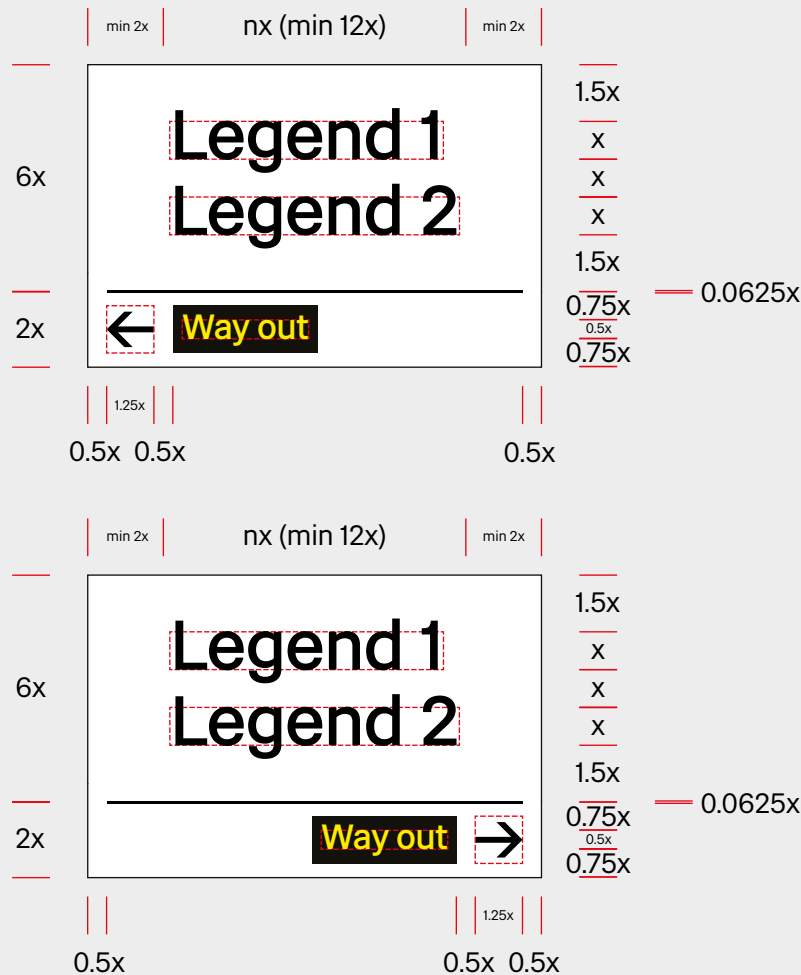 min 2x nx (min 12x) min 2x
1.5x
Legend 1
x
6x
x
Legend 2
x
1.5x
0.0625x
0.75x
2x
Way out
0.5x
0.75x
1.25x
0.5x 0.5x 0.5x
min 2x nx (min 12x) min 2x
1.5x
Legend 1
x
6x
x
Legend 2
x
1.5x
0.0625x
0.75x
2x
Way out
0.5x
0.75x
1.25x
0.5x 0.5x 0.5x